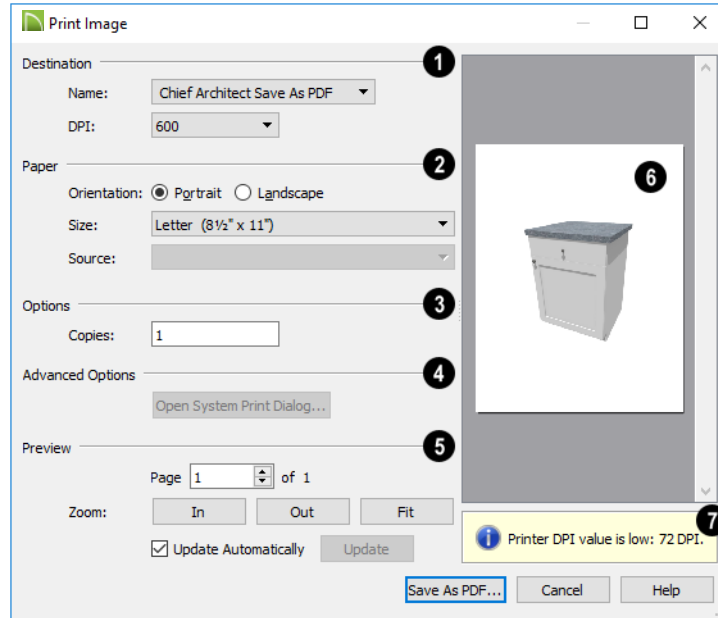 Print Image
Destination 1
Name: Chief Architect Save As PDF
DPI: 600
Paper 2
Orientation: Portrait Landscape
Size: Letter (8½" x 11")
Source:
Options 3
Copies: 1
Advanced Options 4
Open System Print Dialog...
Preview 5
Page 1 of 1
Zoom: In Out Fit
Update Automatically Update
6
7
Printer DPI value is low: 72 DPI.
Save As PDF... Cancel Help